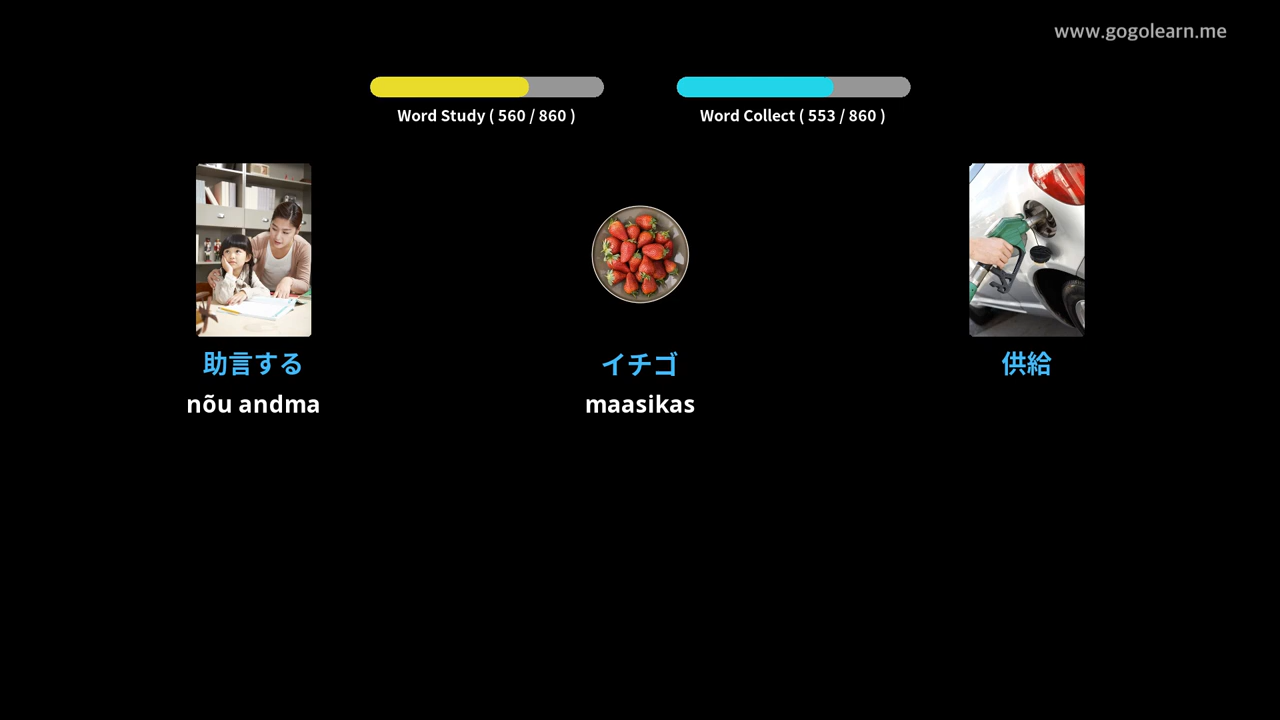 www.gogolearn.me
Word Study ( 560 / 860 )
Word Collect ( 553 / 860 )
助言する
イチゴ
供給
nõu andma
maasikas